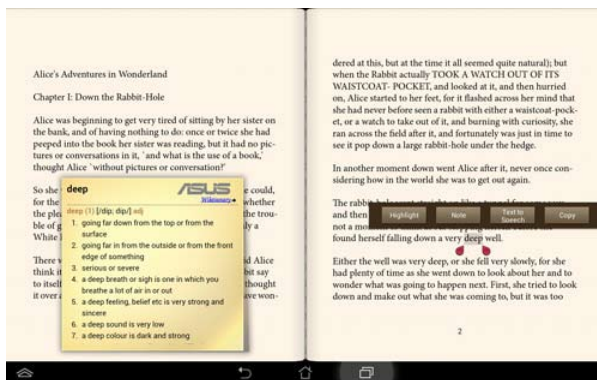 Alice's Adventures in Wonderland
Chapter I: Down the Rabbit-Hole
Alice was beginning to get very tired of sitting by her sister on
the bank, and of having nothing to do: once or twice she had
peeped into the book her sister was reading, but it had no pic-
tures or conversations in it, `and what is the use of a book,'
thought Alice `without pictures or conversation?'
So she
e could,
for the
whether
the ple
the trou-
ble of g
ly a
White
There
d Alice
think it
bit say
to itself
thought
it over
ave won-
deep
ASUS
Wiktionary
deep (1) [/dip; dip/] adj
1. going far down from the top or from the
surface
2. going far in from the outside or from the front
edge of something
3. serious or severe
4. a deep breath or sigh is one in which you
breathe a lot of air in or out
5. a deep feeling, belief etc is very strong and
sincere
6. a deep sound is very low
7. a deep colour is dark and strong
dered at this, but at the time it all seemed quite natural); but
when the Rabbit actually TOOK A WATCH OUT OF ITS
WAISTCOAT- POCKET, and looked at it, and then hurried
on, Alice started to her feet, for it flashed across her mind that
she had never before seen a rabbit with either a waistcoat-pock-
et, or a watch to take out of it, and burning with curiosity, she
ran across the field after it, and fortunately was just in time to
see it pop down a large rabbit-hole under the hedge.
In another moment down went Alice after it, never once con-
sidering how in the world she was to get out again.
The
and then
Highlight
Note
Text to
Speech
Copy
not a
found herself falling down a very deep well.
Either the well was very deep, or she fell very slowly, for she
had plenty of time as she went down to look about her and to
wonder what was going to happen next. First, she tried to look
down and make out what she was coming to, but it was too
2